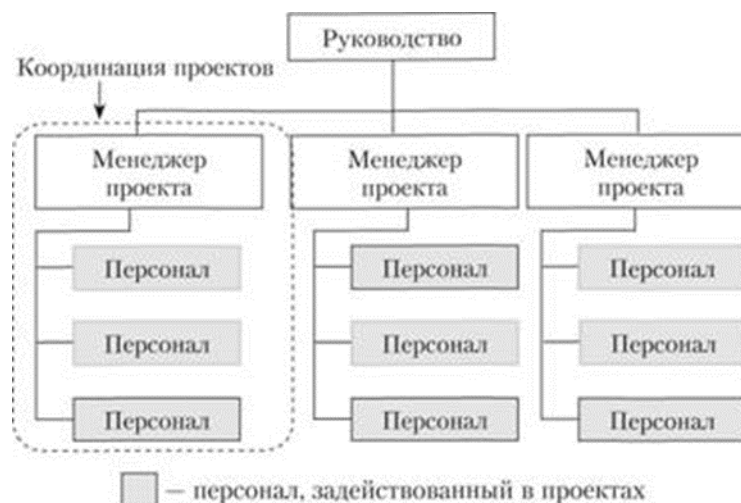 Руководство
Координация проектов
Менеджер
проекта
Менеджер
проекта
Менеджер
проекта
Персонал
Персонал
Персонал
Персонал
Персонал
Персонал
Персонал
Персонал
Персонал
— персонал, задействованный в проектах